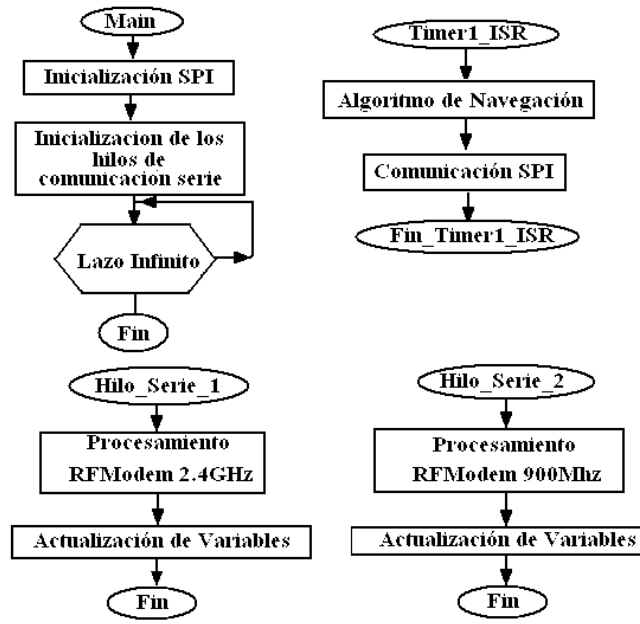 Main
Inicialización SPI
Inicializacion de los
hilos de
comunicación serie
Lazo Infinito
Fin
Timer1_ISR
Algoritmo de Navegación
Comunicación SPI
Fin_Timer1_ISR
Hilo_Serie_1
Procesamiento
RFModem 2.4GHz
Actualización de Variables
Fin
Hilo_Serie_2
Procesamiento
RFModem 900Mhz
Actualización de Variables
Fin